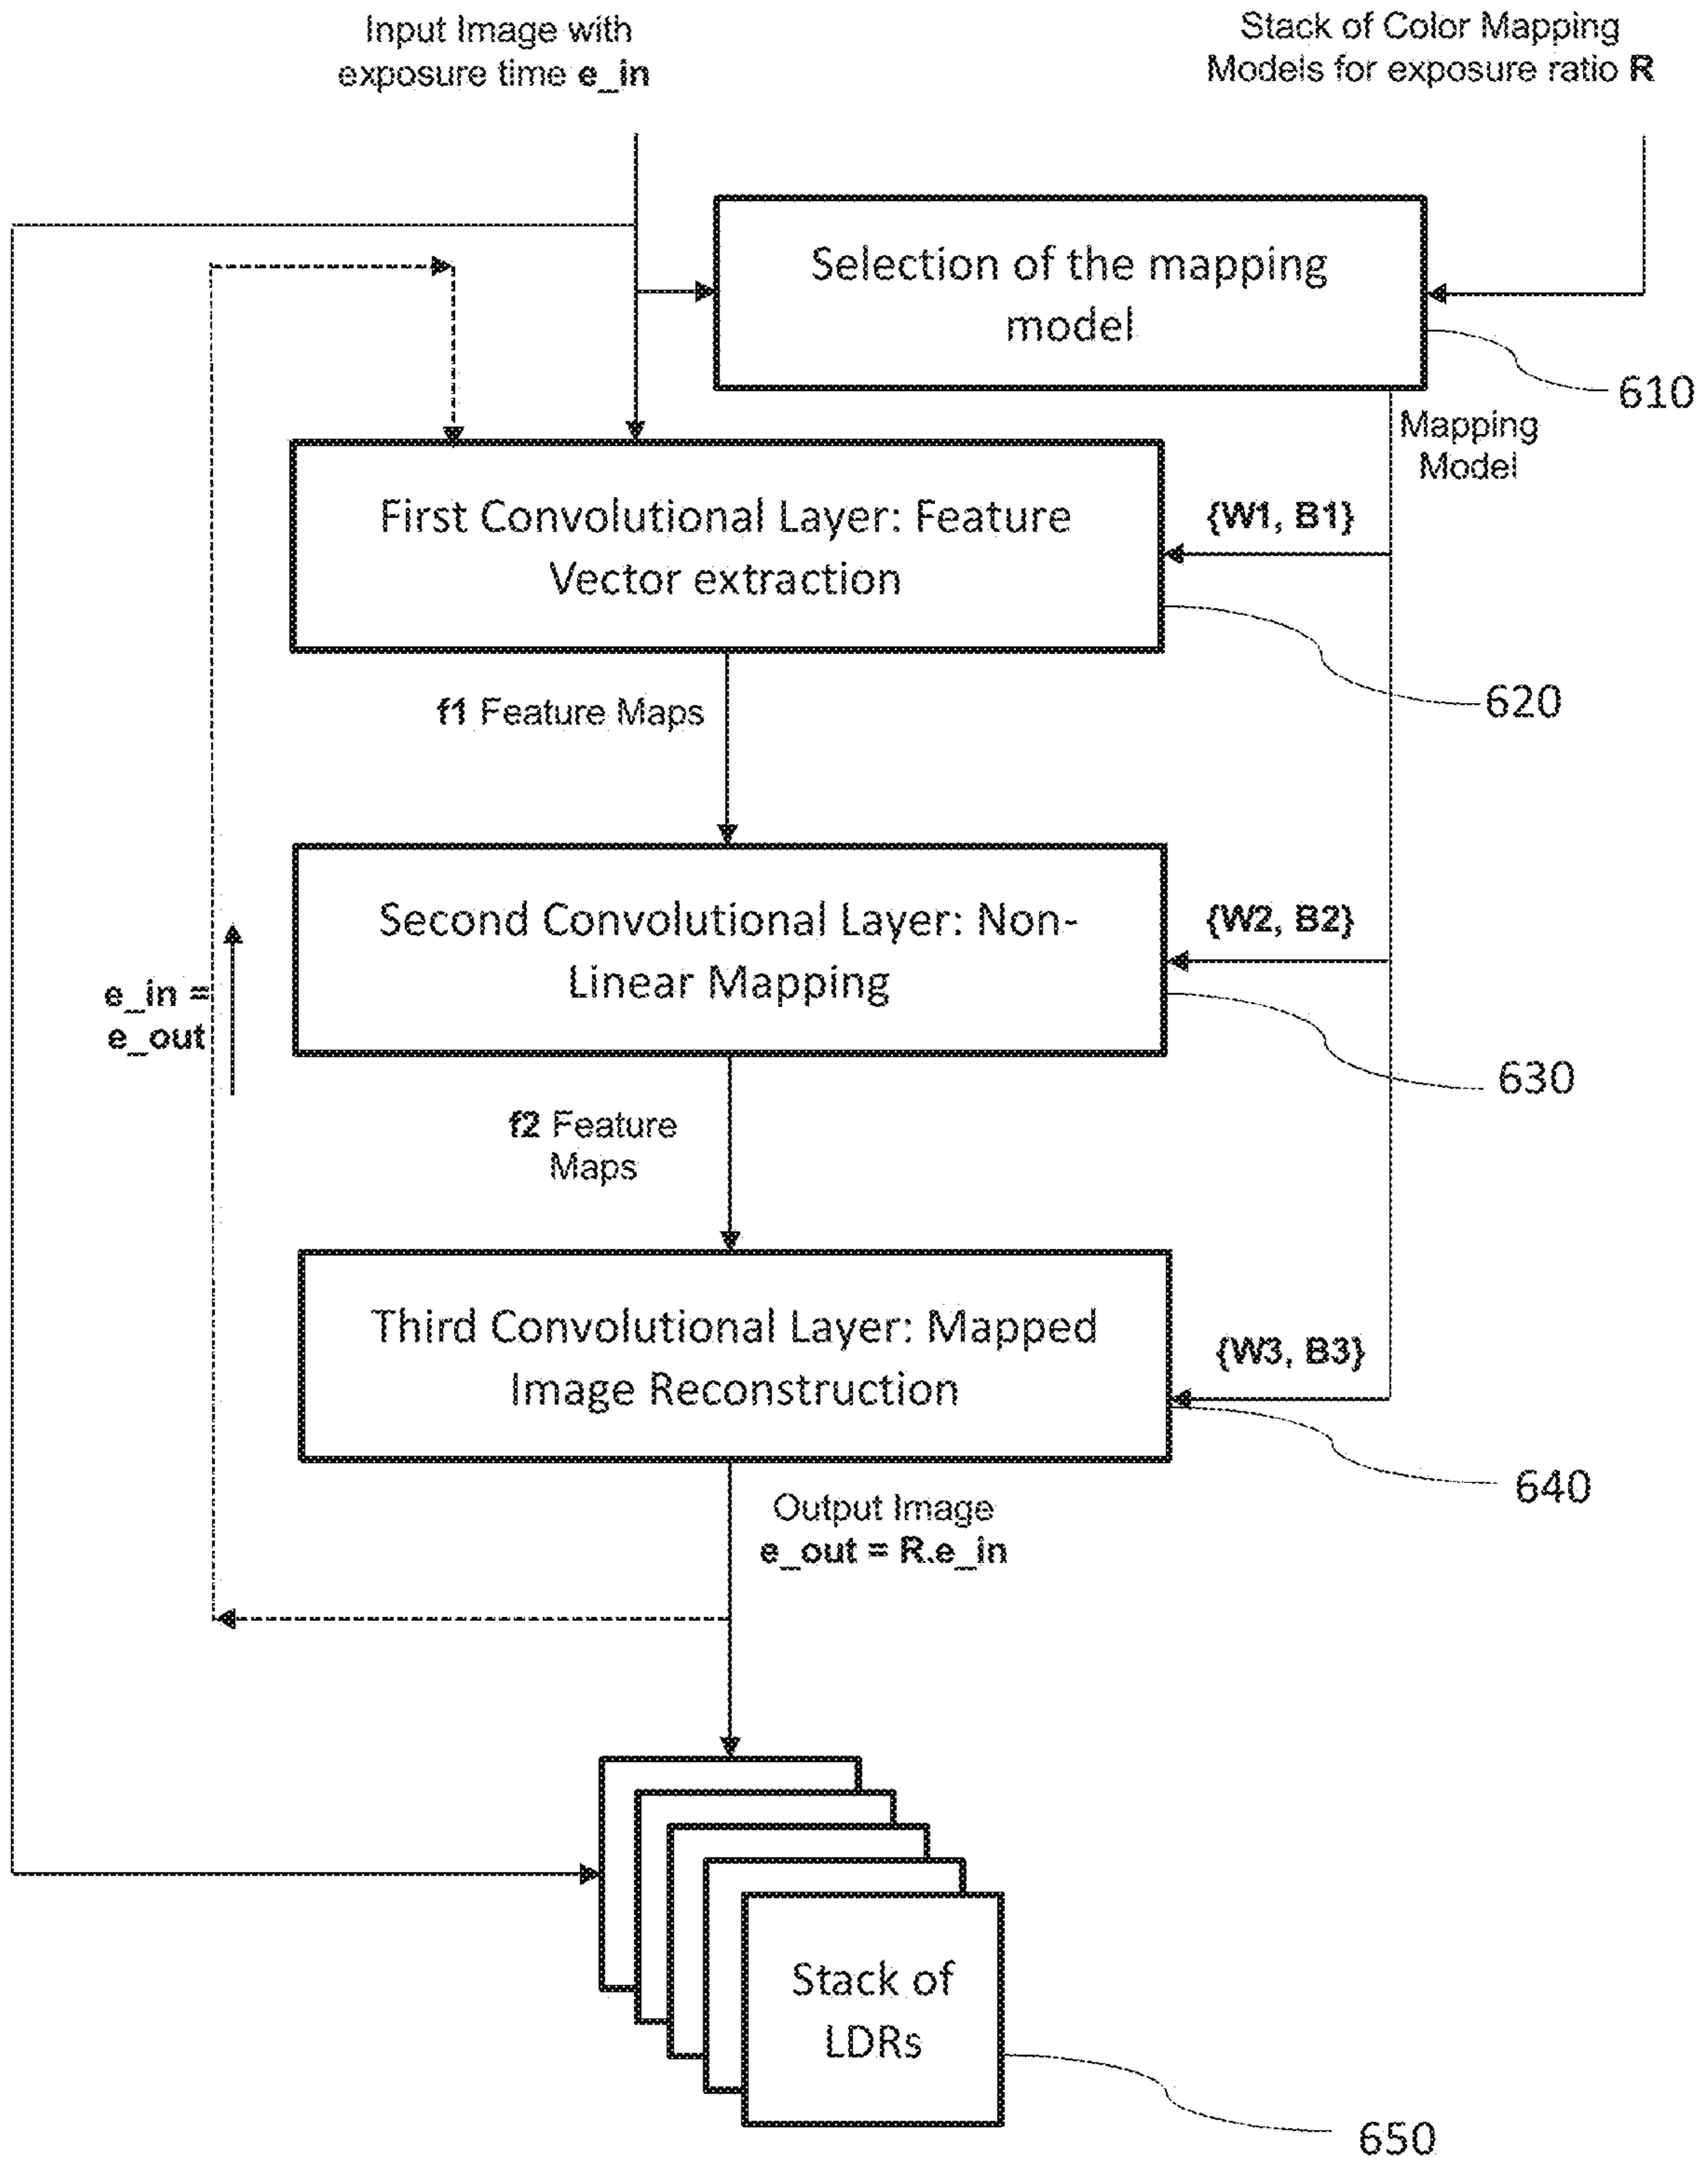 Input Image with
exposure time e_in
Stack of Color Mapping
Models for exposure ratio R
Selection of the mapping
model
610
Mapping
Model
First Convolutional Layer: Feature
Vector extraction
{W1, B1}
620
f1 Feature Maps
Second Convolutional Layer: Non-
Linear Mapping
{W2, B2}
630
e_in =
e_out
f2 Feature
Maps
Third Convolutional Layer: Mapped
Image Reconstruction
{W3, B3}
640
Output Image
e_out = R.e_in
Stack of
LDRs
650